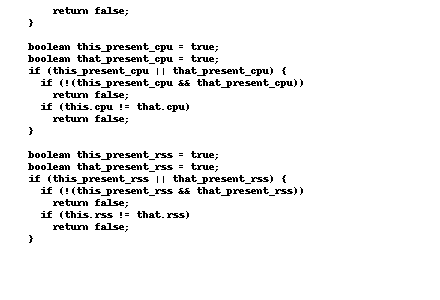 return false;
}
boolean this_present_cpu = true;
boolean that_present_cpu = true;
if (this_present_cpu || that_present_cpu) {
if (!(this_present_cpu && that_present_cpu))
return false;
if (this.cpu != that.cpu)
return false;
}
boolean this_present_rss = true;
boolean that_present_rss = true;
if (this_present_rss || that_present_rss) {
if (!(this_present_rss && that_present_rss))
return false;
if (this.rss != that.rss)
return false;
}